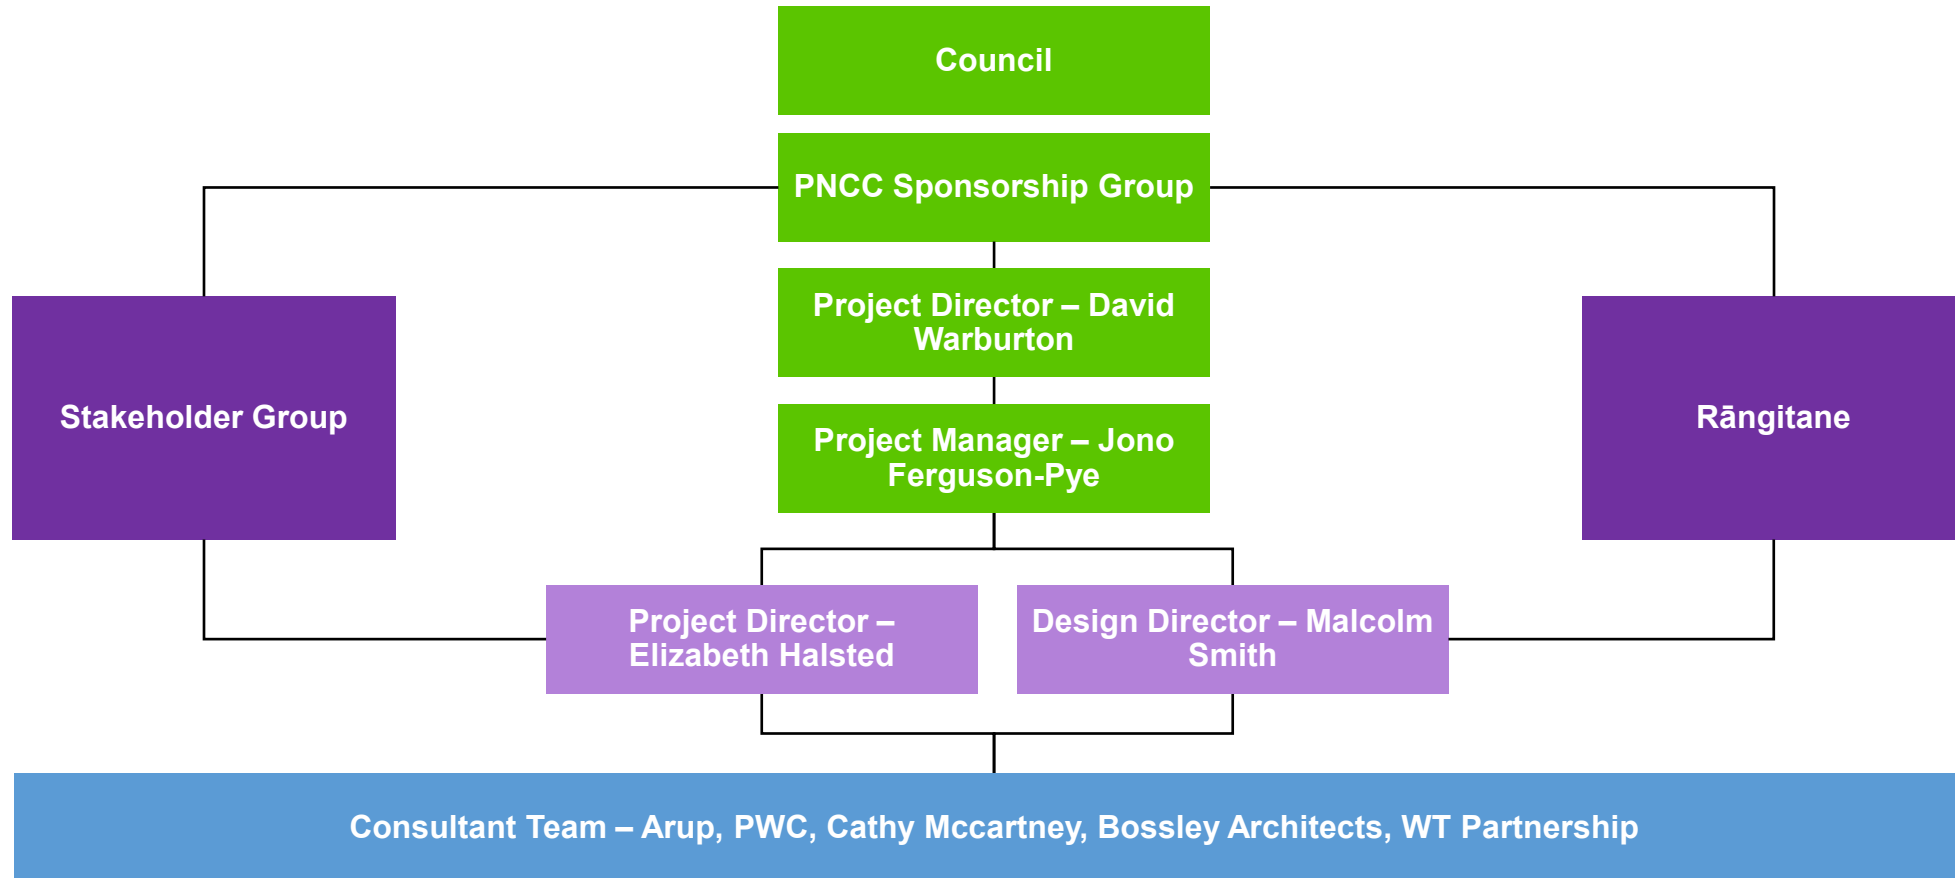 Council
PNCC Sponsorship Group
Project Director – David
Warburton
Stakeholder Group
Rāngitane
Project Manager – Jono
Ferguson-Pye
Project Director –
Elizabeth Halsted
Design Director – Malcolm
Smith
Consultant Team – Arup, PWC, Cathy Mccartney, Bossley Architects, WT Partnership